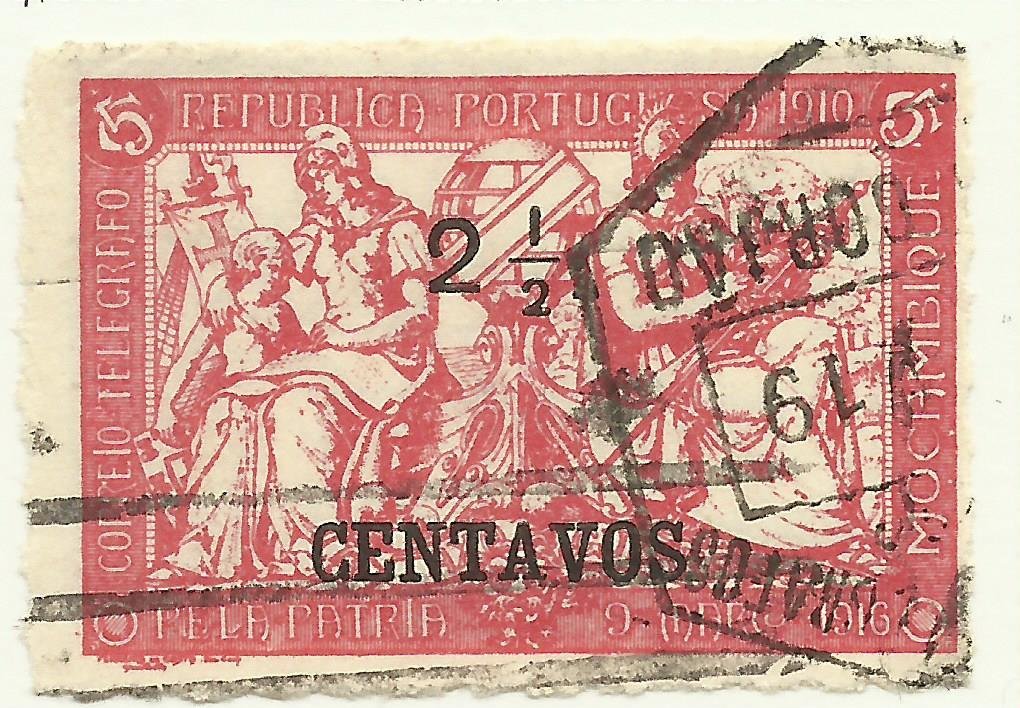 5 REPUBLICA PORTUGUESA 1910 5
CORREIO TELEGRAFO
MOÇAMBIQUE
2 1/2
CENTAVOS
PELA PATRIA 9 MARÇO 1916
19